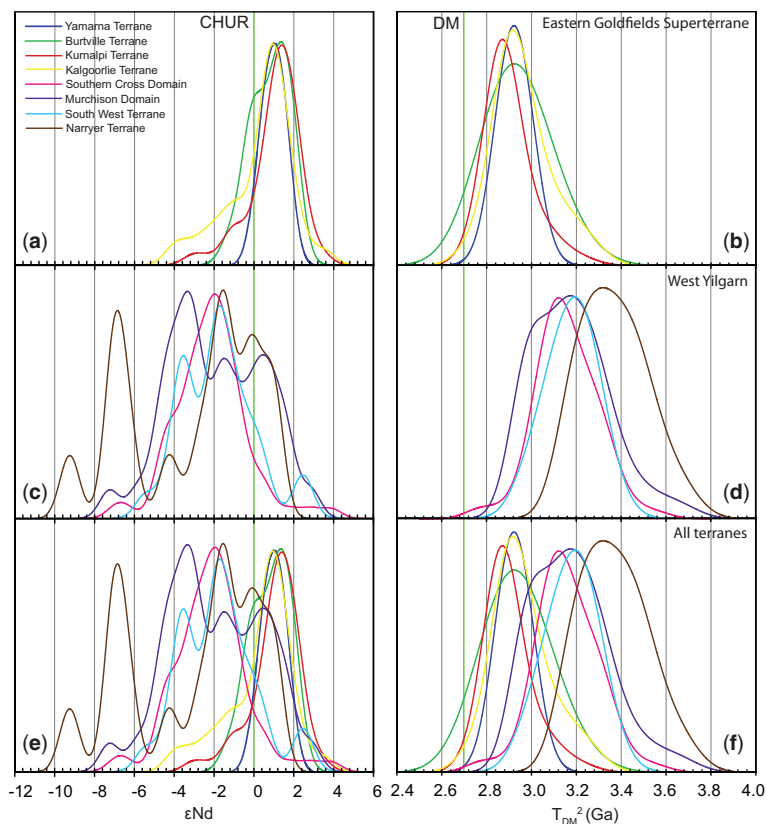 CHUR
DM
Eastern Goldfields Superterrane
Yamarna Terrane
Burtville Terrane
Kurnalpi Terrane
Kalgoorlie Terrane
Southern Cross Domain
Murchison Domain
South West Terrane
Narryer Terrane
(a)
(b)
West Yilgarn
(c)
(d)
All terranes
(e)
(f)
-12 -10 -8 -6 -4 -2 0 2 4 6
2.4 2.6 2.8 3.0 3.2 3.4 3.6 3.8 4.0
εNd
TDM² (Ga)